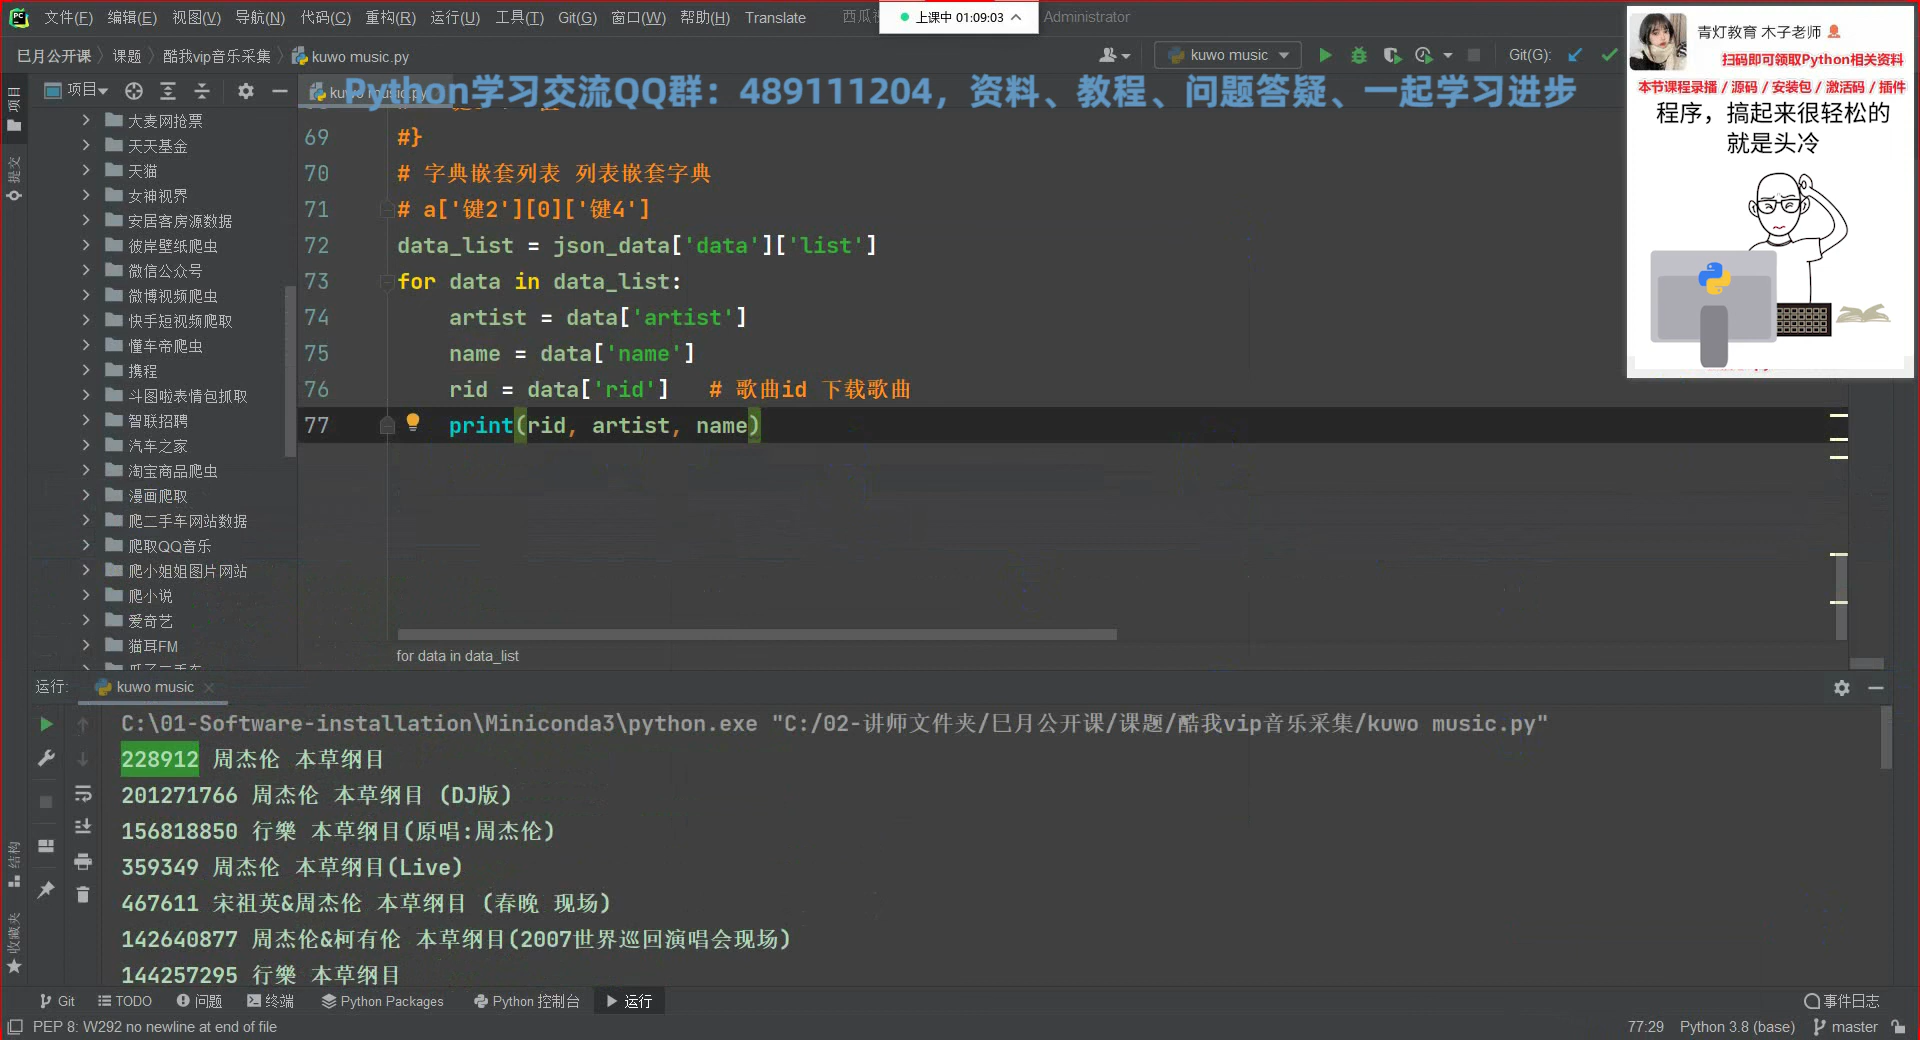 文件(F) 编辑(E) 视图(V) 导航(N) 代码(C) 重构(R) 运行(U) 工具(T) Git(G) 窗口(W) 帮助(H) Translate
上课中 01:09:03
Administrator
巳月公开课 课题 酷我vip音乐采集 kuwo music.py
kuwo music
Git(G):
项目
项目
提交
kuwo music.py
Python学习交流QQ群：489111204，资料、教程、问题答疑、一起学习进步
青灯教育 木子老师
扫码即可领取Python相关资料
本节课程录播 / 源码 / 安装包 / 激活码 / 插件
程序，搞起来很轻松的
就是头冷
大麦网抢票
天天基金
天猫
女神视界
安居客房源数据
彼岸壁纸爬虫
微信公众号
微博视频爬虫
快手短视频爬取
懂车帝爬虫
携程
斗图啦表情包抓取
智联招聘
汽车之家
淘宝商品爬虫
漫画爬取
爬二手车网站数据
爬取QQ音乐
爬小姐姐图片网站
爬小说
爱奇艺
猫耳FM
69 #}
70 # 字典嵌套列表 列表嵌套字典
71 # a['键2'][0]['键4']
72 data_list = json_data['data']['list']
73 for data in data_list:
74 artist = data['artist']
75 name = data['name']
76 rid = data['rid'] # 歌曲id 下载歌曲
77 print(rid, artist, name)
for data in data_list
运行: kuwo music
C:\01-Software-installation\Miniconda3\python.exe "C:/02-讲师文件夹/巳月公开课/课题/酷我vip音乐采集/kuwo music.py"
228912 周杰伦 本草纲目
201271766 周杰伦 本草纲目 (DJ版)
156818850 行樂 本草纲目(原唱:周杰伦)
359349 周杰伦 本草纲目(Live)
467611 宋祖英&周杰伦 本草纲目 (春晚 现场)
142640877 周杰伦&柯有伦 本草纲目(2007世界巡回演唱会现场)
144257295 行樂 本草纲目
结构
收藏夹
Git TODO 问题 终端 Python Packages Python 控制台 运行 事件日志
PEP 8: W292 no newline at end of file
77:29 Python 3.8 (base) master